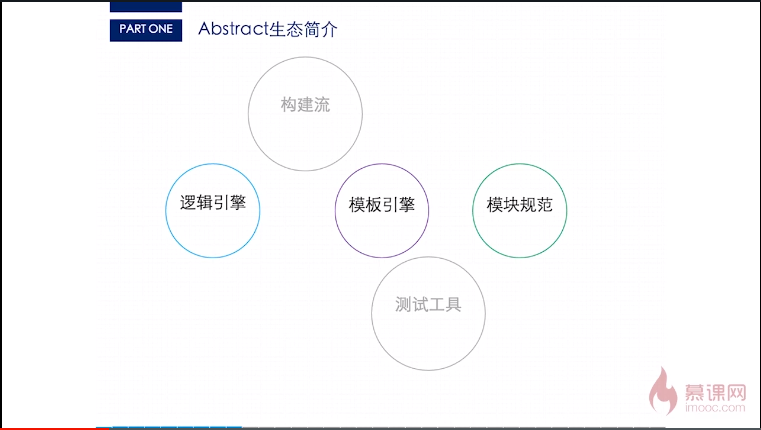 PART ONE
Abstract生态简介
构建流
逻辑引擎
模板引擎
模块规范
测试工具
慕课网
imooc.com